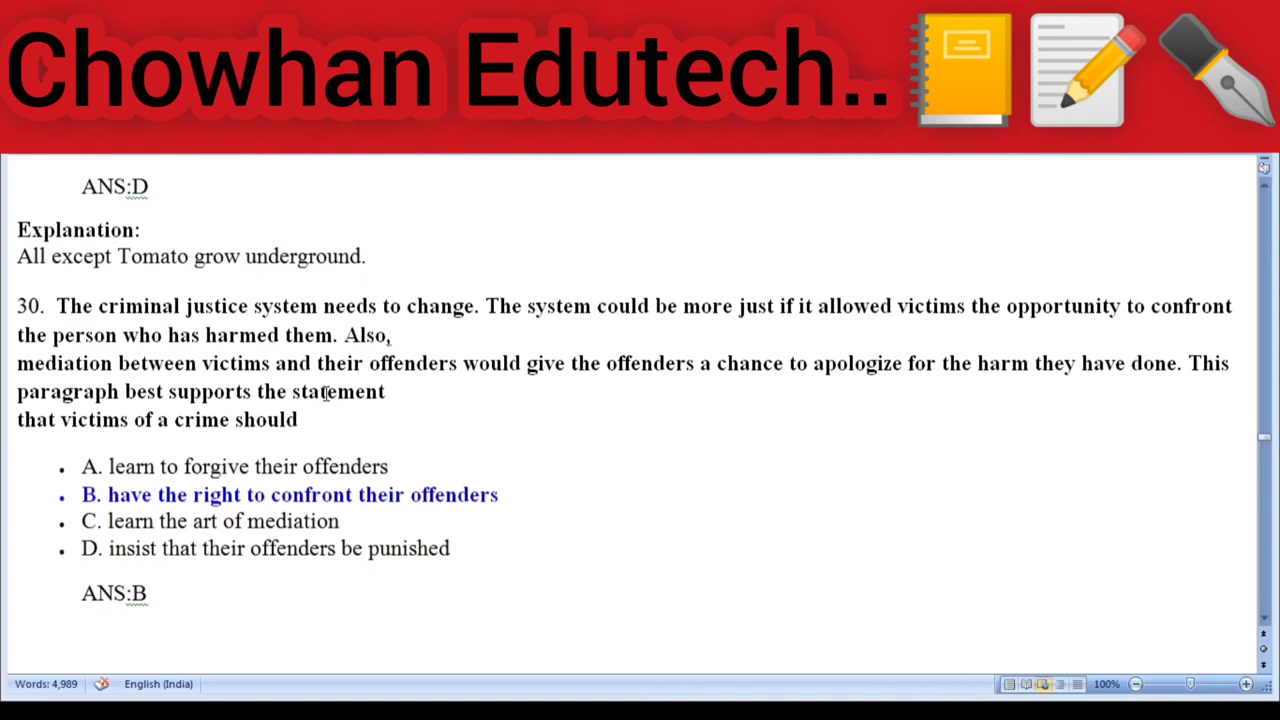 Chowhan Edutech..
ANS:D
Explanation:
All except Tomato grow underground.
30. The criminal justice system needs to change. The system could be more just if it allowed victims the opportunity to confront
the person who has harmed them. Also,
mediation between victims and their offenders would give the offenders a chance to apologize for the harm they have done. This
paragraph best supports the statement
that victims of a crime should
• A. learn to forgive their offenders
• B. have the right to confront their offenders
• C. learn the art of mediation
• D. insist that their offenders be punished
ANS:B
Words: 4,989 English (India) 100%